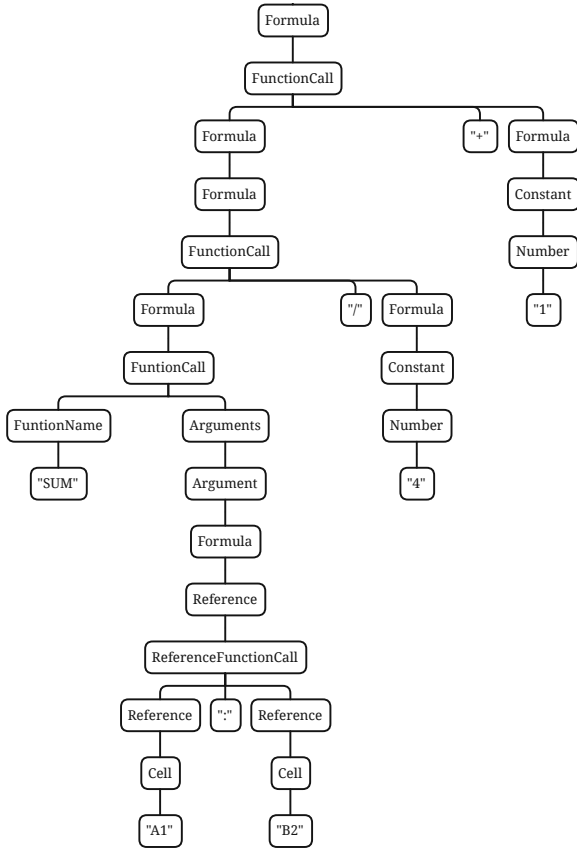 Formula
FunctionCall
Formula "+" Formula
Formula Constant
FunctionCall Number
Formula "/" Formula "1"
FuntionCall Constant
FuntionName Arguments Number
"SUM" Argument "4"
Formula
Reference
ReferenceFunctionCall
Reference ":" Reference
Cell Cell
"A1" "B2"